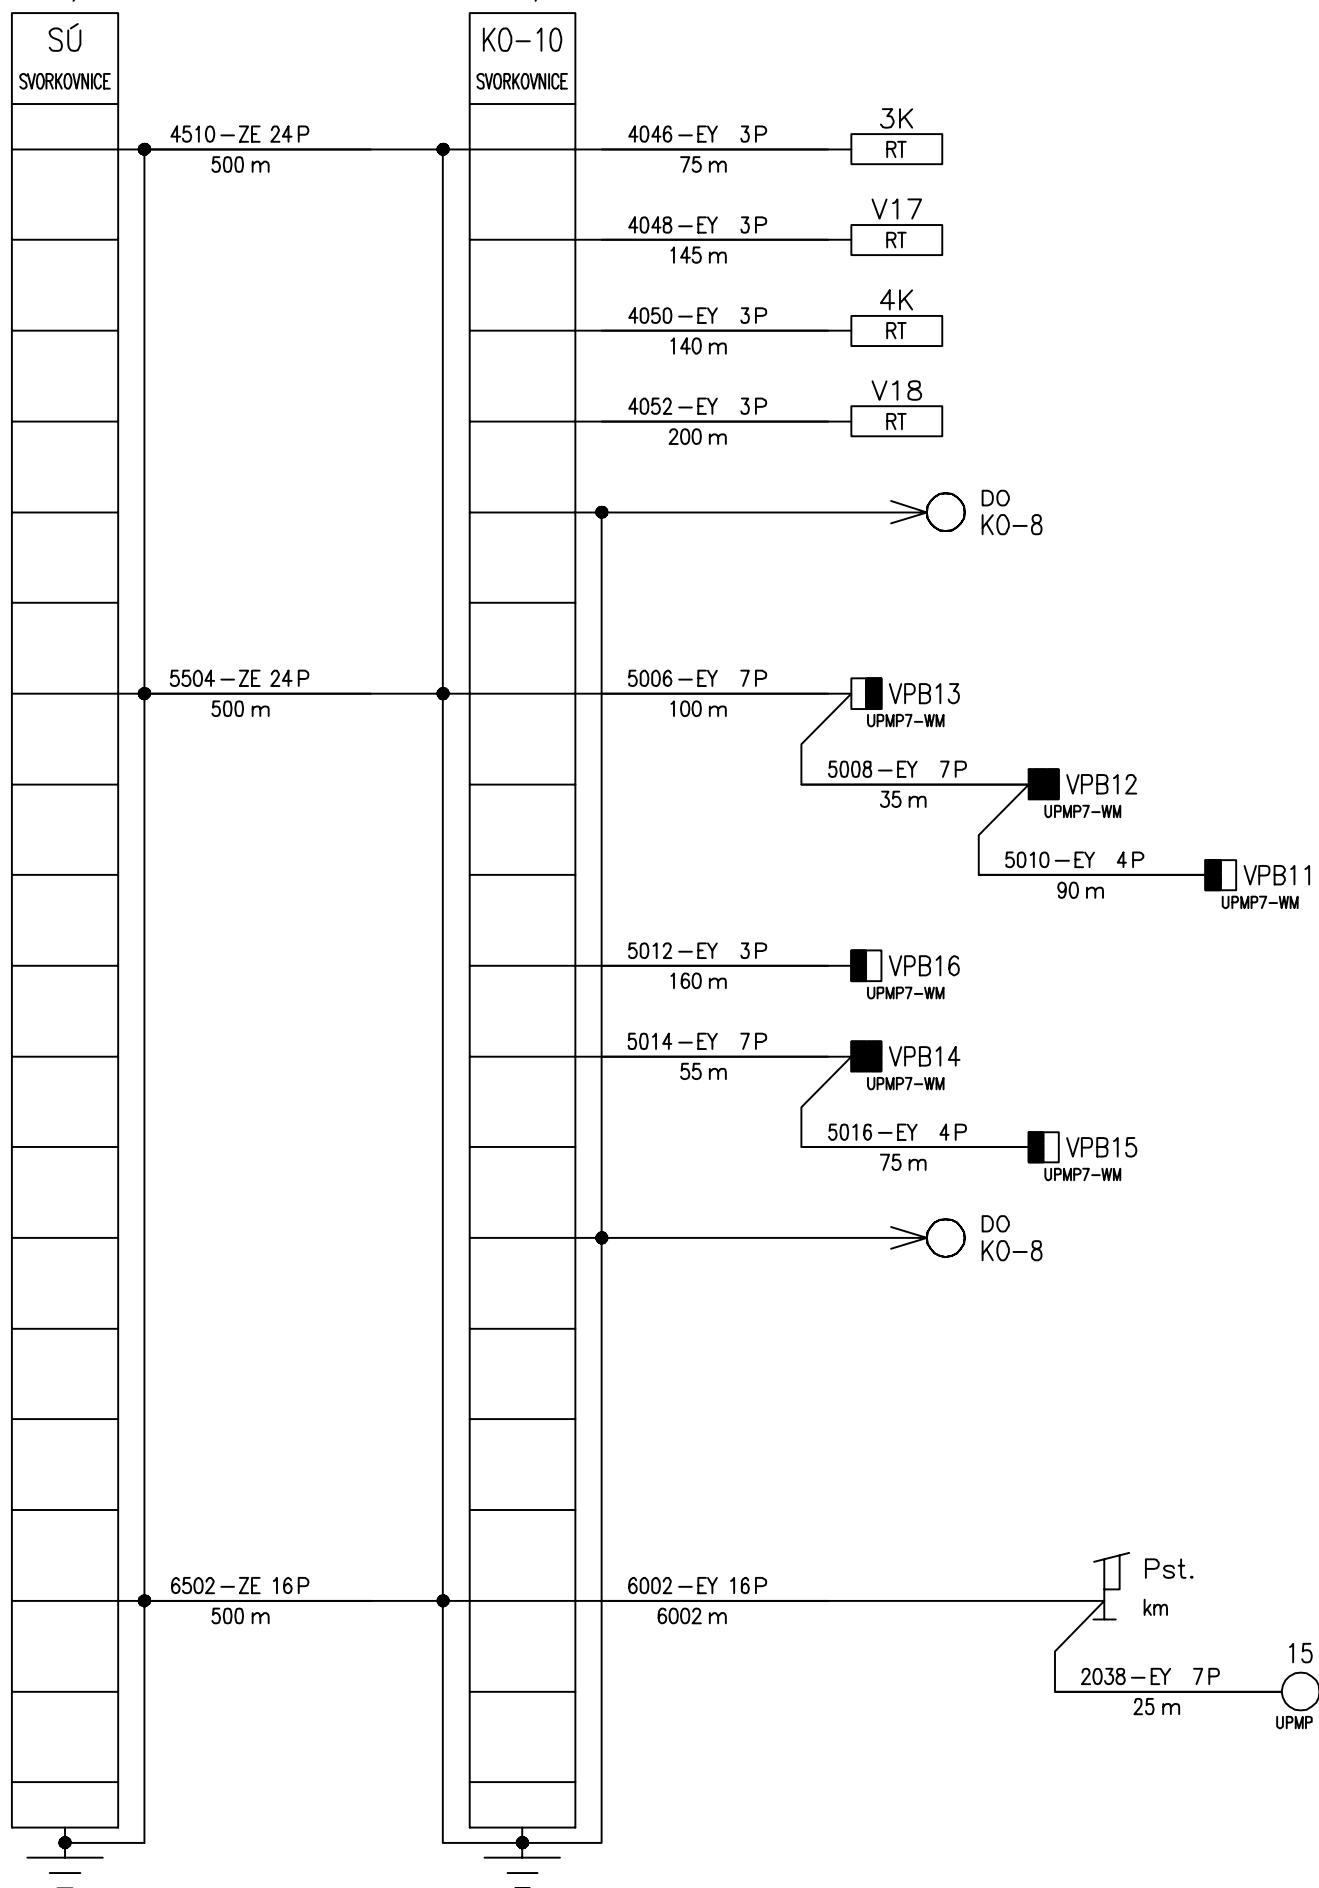 SÚ
SVORKOVNICE
KO-10
SVORKOVNICE
4510-ZE 24P
500 m
4046-EY 3P
75 m
3K
RT
4048-EY 3P
145 m
V17
RT
4050-EY 3P
140 m
4K
RT
4052-EY 3P
200 m
V18
RT
DO
KO-8
5504-ZE 24P
500 m
5006-EY 7P
100 m
VPB13
UPMP7-WM
5008-EY 7P
35 m
VPB12
UPMP7-WM
5010-EY 4P
90 m
VPB11
UPMP7-WM
5012-EY 3P
160 m
VPB16
UPMP7-WM
5014-EY 7P
55 m
VPB14
UPMP7-WM
5016-EY 4P
75 m
VPB15
UPMP7-WM
DO
KO-8
6502-ZE 16P
500 m
6002-EY 16P
6002 m
Pst.
km
2038-EY 7P
25 m
15
UPMP